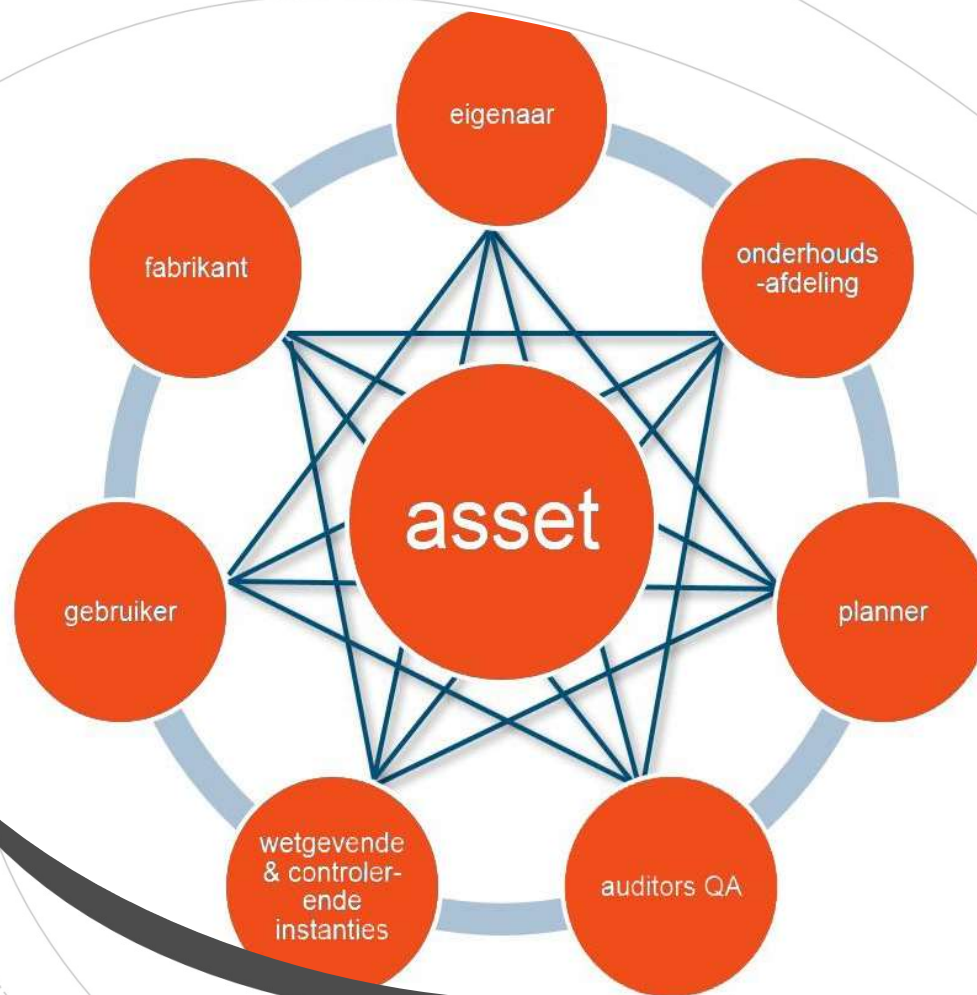 eigenaar
fabrikant
onderhouds
-afdeling
asset
gebruiker
planner
wetgevende
& controler-
ende
instanties
auditors QA